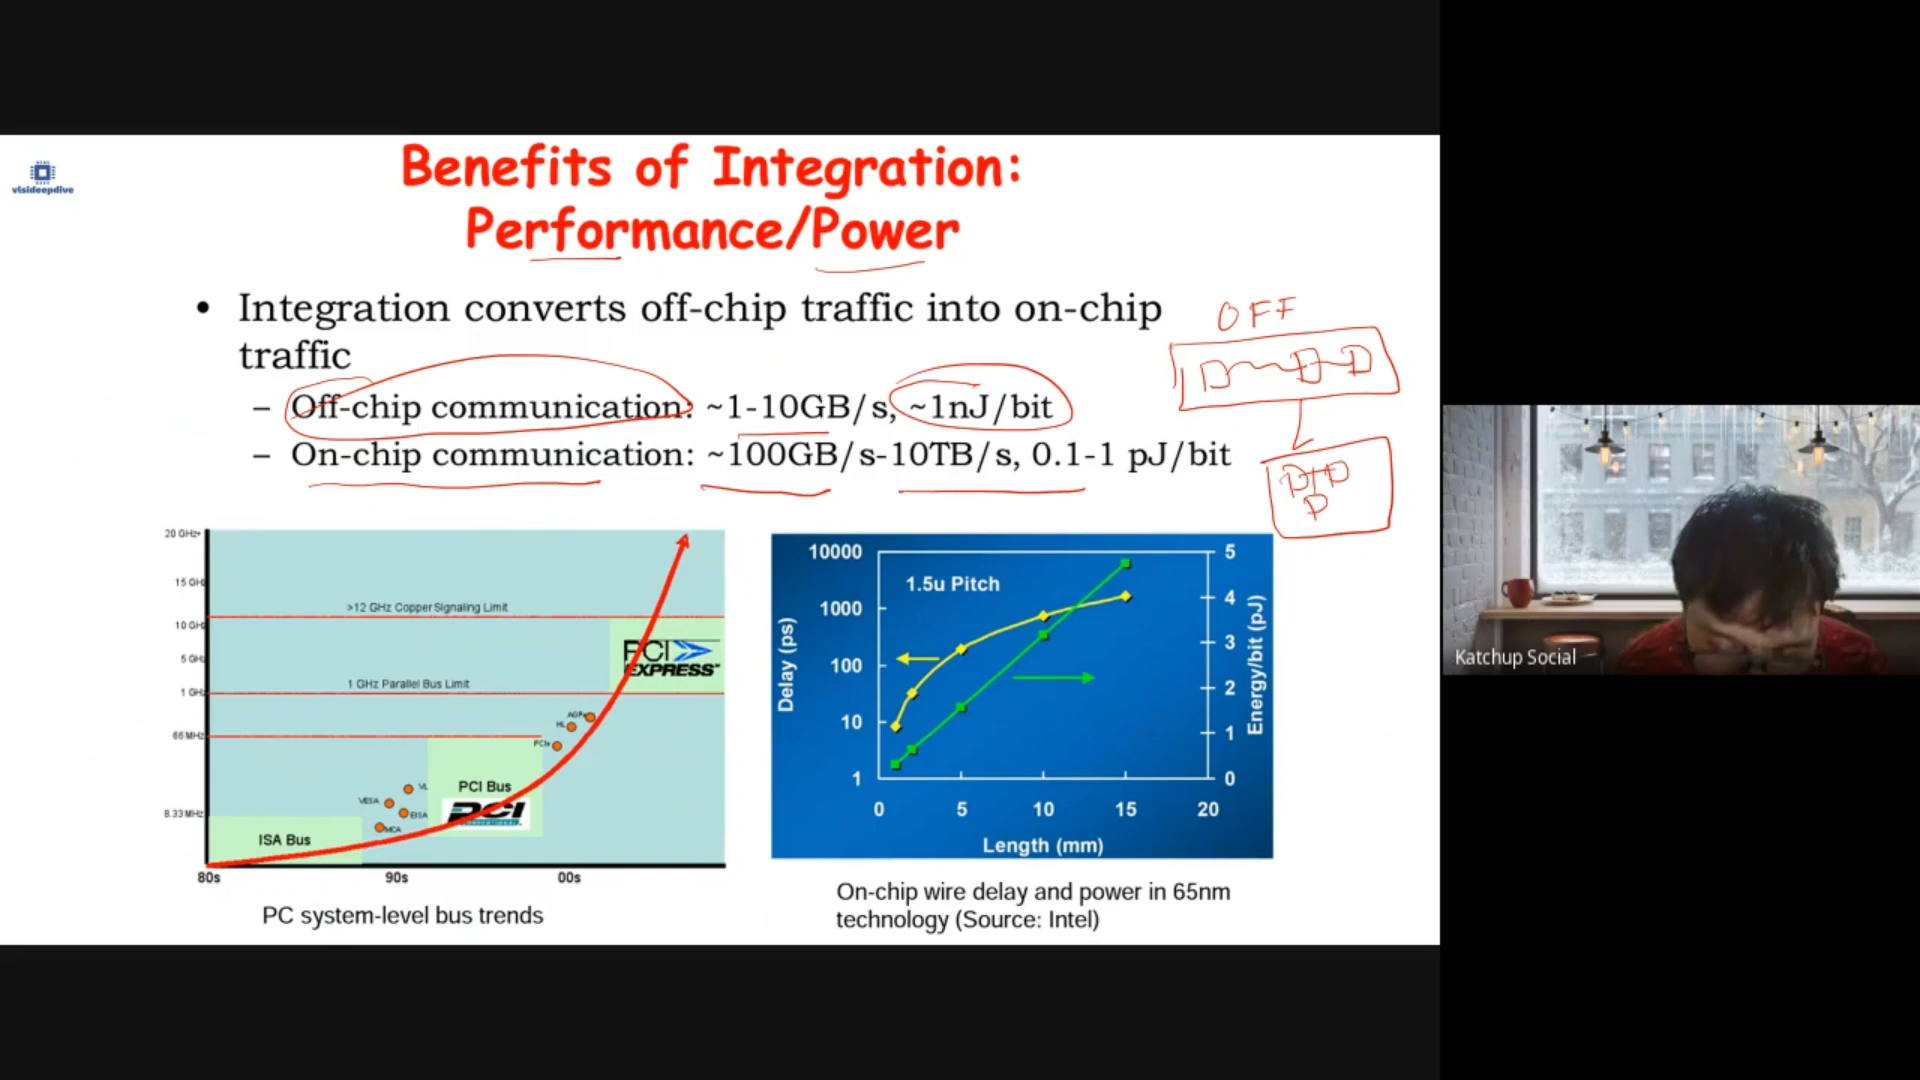 vlsideepdive
Benefits of Integration:
Performance/Power
• Integration converts off-chip traffic into on-chip
traffic
– Off-chip communication: ~1-10GB/s, ~1nJ/bit
– On-chip communication: ~100GB/s-10TB/s, 0.1-1 pJ/bit
OFF
D D D
D D
D
20 GHz+
15 GHz
>12 GHz Copper Signaling Limit
10 GHz
5 GHz
PCI
EXPRESS
1 GHz Parallel Bus Limit
1 GHz
AGPx
HL
66 MHz
PCIx
VL
PCI Bus
VESA
EISA
PCI
8.33 MHz
MCA
ISA Bus
80s 90s 00s
PC system-level bus trends
10000 5
1.5u Pitch
1000 4
3
100
2
10
1
1 0
Delay (ps)
Energy/bit (pJ)
0 5 10 15 20
Length (mm)
On-chip wire delay and power in 65nm
technology (Source: Intel)
Katchup Social